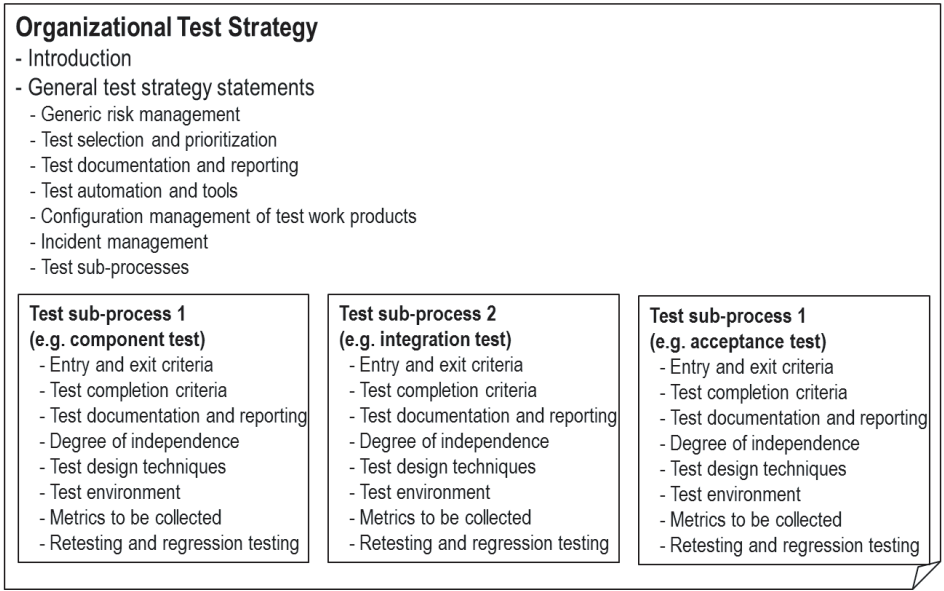 Organizational Test Strategy
- Introduction
- General test strategy statements
- Generic risk management
- Test selection and prioritization
- Test documentation and reporting
- Test automation and tools
- Configuration management of test work products
- Incident management
- Test sub-processes
Test sub-process 1
(e.g. component test)
- Entry and exit criteria
- Test completion criteria
- Test documentation and reporting
- Degree of independence
- Test design techniques
- Test environment
- Metrics to be collected
- Retesting and regression testing
Test sub-process 2
(e.g. integration test)
- Entry and exit criteria
- Test completion criteria
- Test documentation and reporting
- Degree of independence
- Test design techniques
- Test environment
- Metrics to be collected
- Retesting and regression testing
Test sub-process 1
(e.g. acceptance test)
- Entry and exit criteria
- Test completion criteria
- Test documentation and reporting
- Degree of independence
- Test design techniques
- Test environment
- Metrics to be collected
- Retesting and regression testing